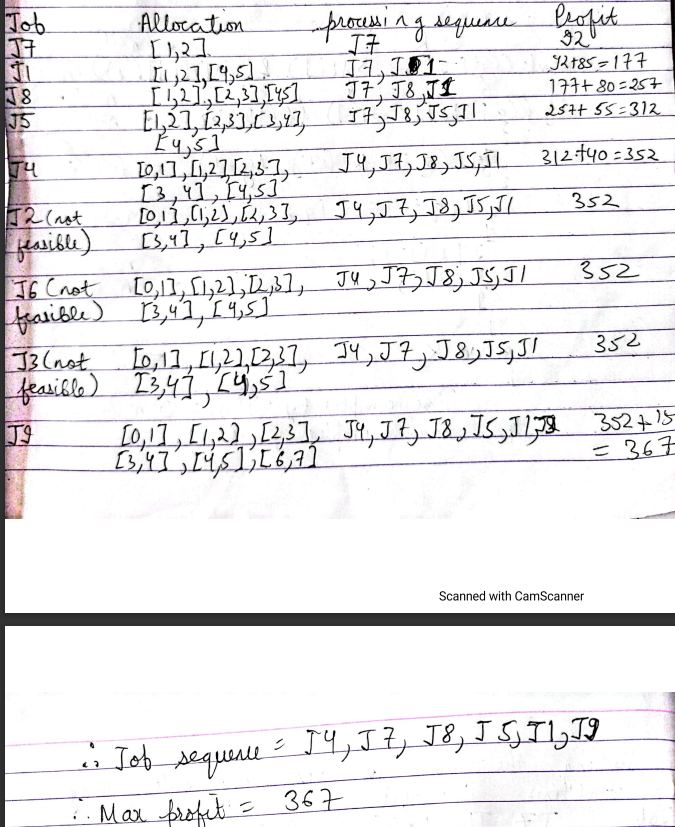 Job Allocation processing sequence Profit
J7 [1,2] J7 92
J1 [1,2],[4,5] J7, J1 92+85=177
J8 [1,2],[2,3],[4,5] J7, J8, J1 177+80=257
J5 [1,2],[2,3],[3,4], J7, J8, J5, J1 257+55=312
[4,5]
J4 [0,1],[1,2][2,3], J4, J7, J8, J5, J1 312+40=352
[3,4], [4,5]
J2 (not [0,1],[1,2],[2,3], J4, J7, J8, J5, J1 352
feasible) [3,4], [4,5]
J6 (not [0,1], [1,2], [2,3], J4, J7, J8, J5, J1 352
feasible) [3,4], [4,5]
J3 (not [0,1], [1,2],[2,3], J4, J7, J8, J5, J1 352
feasible) [3,4], [4,5]
J9 [0,1], [1,2], [2,3], J4, J7, J8, J5, J1, J9 352+15
[3,4], [4,5], [6,7] = 367
Scanned with CamScanner
∴ Job sequence = J4, J7, J8, J5, J1, J9
∴ Max profit = 367